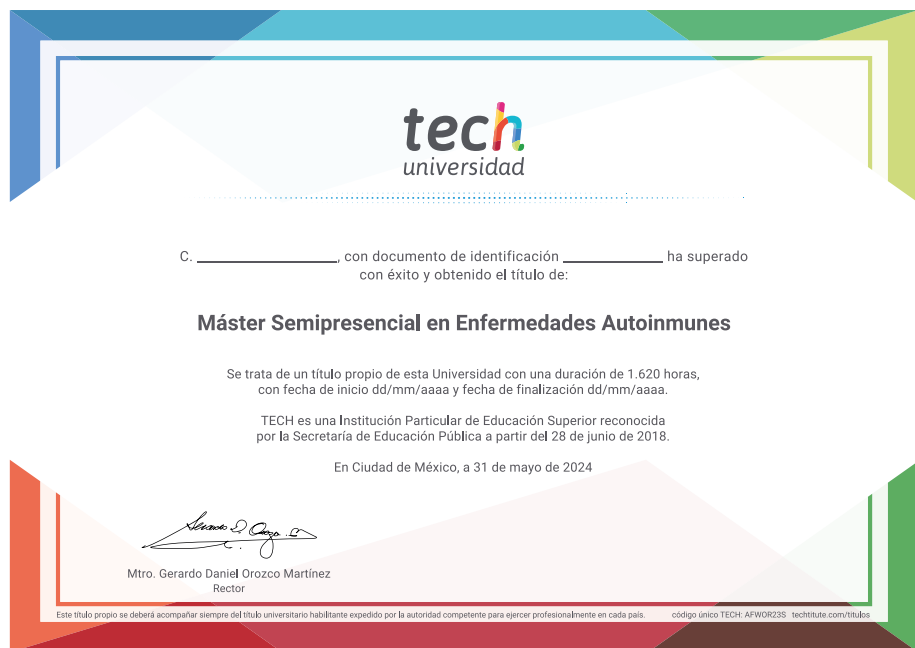 tech
universidad
C. ____________, con documento de identificación ____________ ha superado
con éxito y obtenido el título de:
Máster Semipresencial en Enfermedades Autoinmunes
Se trata de un título propio de esta Universidad con una duración de 1.620 horas,
con fecha de inicio dd/mm/aaaa y fecha de finalización dd/mm/aaaa.
TECH es una Institución Particular de Educación Superior reconocida
por la Secretaría de Educación Pública a partir del 28 de junio de 2018.
En Ciudad de México, a 31 de mayo de 2024
Mtro. Gerardo Daniel Orozco Martínez
Rector
Este título propio se deberá acompañar siempre del título universitario habilitante expedido por la autoridad competente para ejercer profesionalmente en cada país. código único TECH: AFWOR23S techtitute.com/titulos